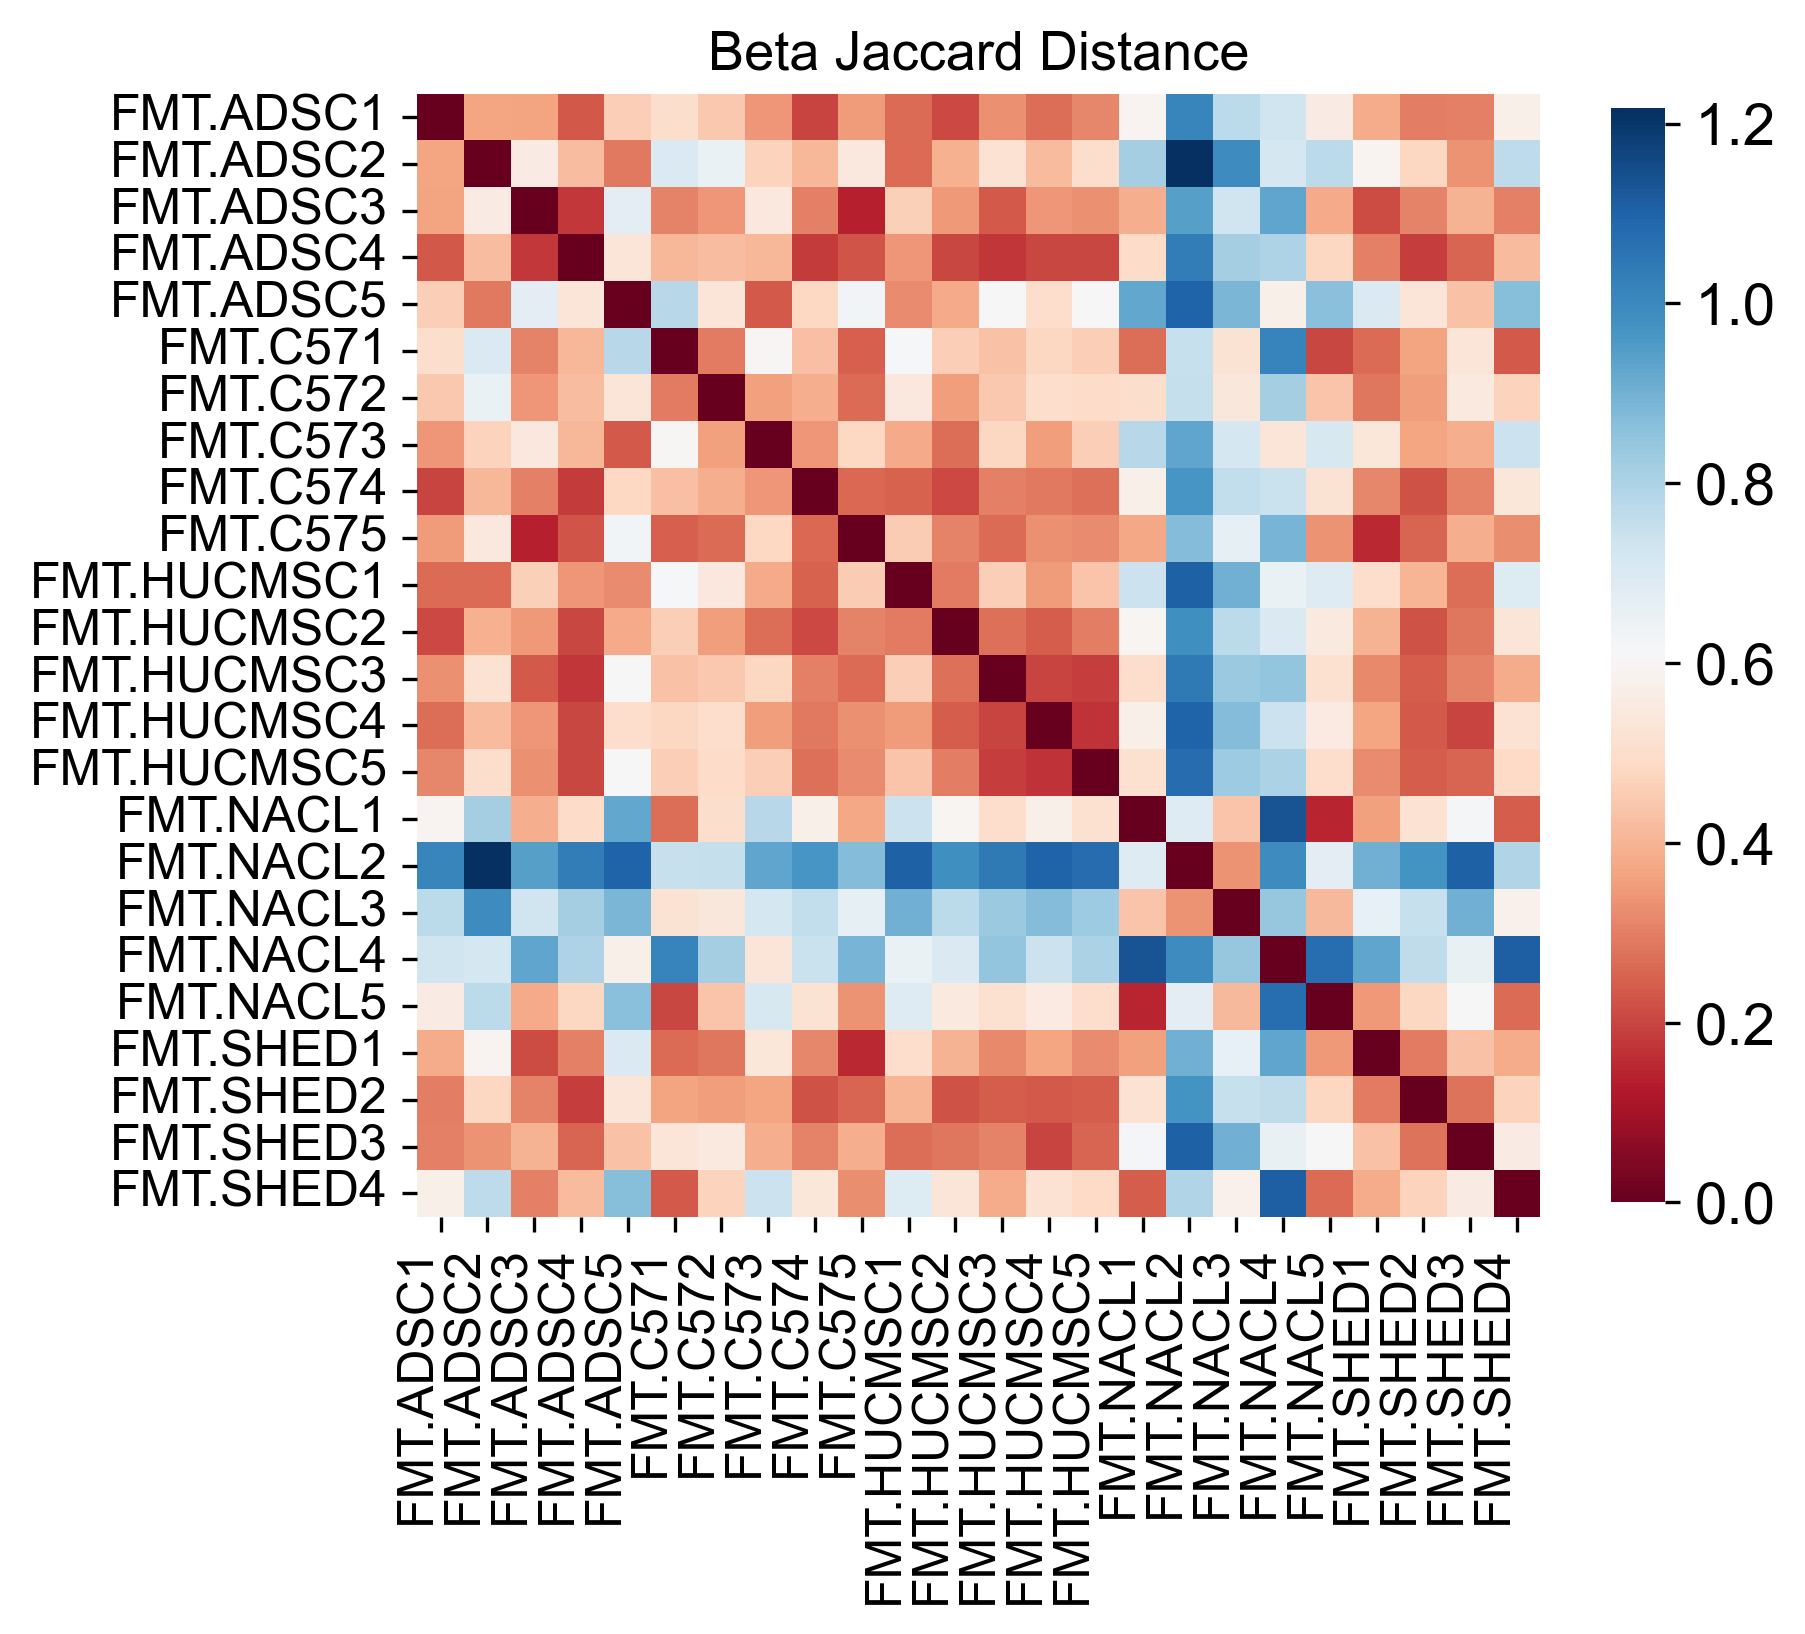 Beta Jaccard Distance
FMT.ADSC1
FMT.ADSC2
FMT.ADSC3
FMT.ADSC4
FMT.ADSC5
FMT.C571
FMT.C572
FMT.C573
FMT.C574
FMT.C575
FMT.HUCMSC1
FMT.HUCMSC2
FMT.HUCMSC3
FMT.HUCMSC4
FMT.HUCMSC5
FMT.NACL1
FMT.NACL2
FMT.NACL3
FMT.NACL4
FMT.NACL5
FMT.SHED1
FMT.SHED2
FMT.SHED3
FMT.SHED4
FMT.ADSC1
FMT.ADSC2
FMT.ADSC3
FMT.ADSC4
FMT.ADSC5
FMT.C571
FMT.C572
FMT.C573
FMT.C574
FMT.C575
FMT.HUCMSC1
FMT.HUCMSC2
FMT.HUCMSC3
FMT.HUCMSC4
FMT.HUCMSC5
FMT.NACL1
FMT.NACL2
FMT.NACL3
FMT.NACL4
FMT.NACL5
FMT.SHED1
FMT.SHED2
FMT.SHED3
FMT.SHED4
1.2
1.0
0.8
0.6
0.4
0.2
0.0